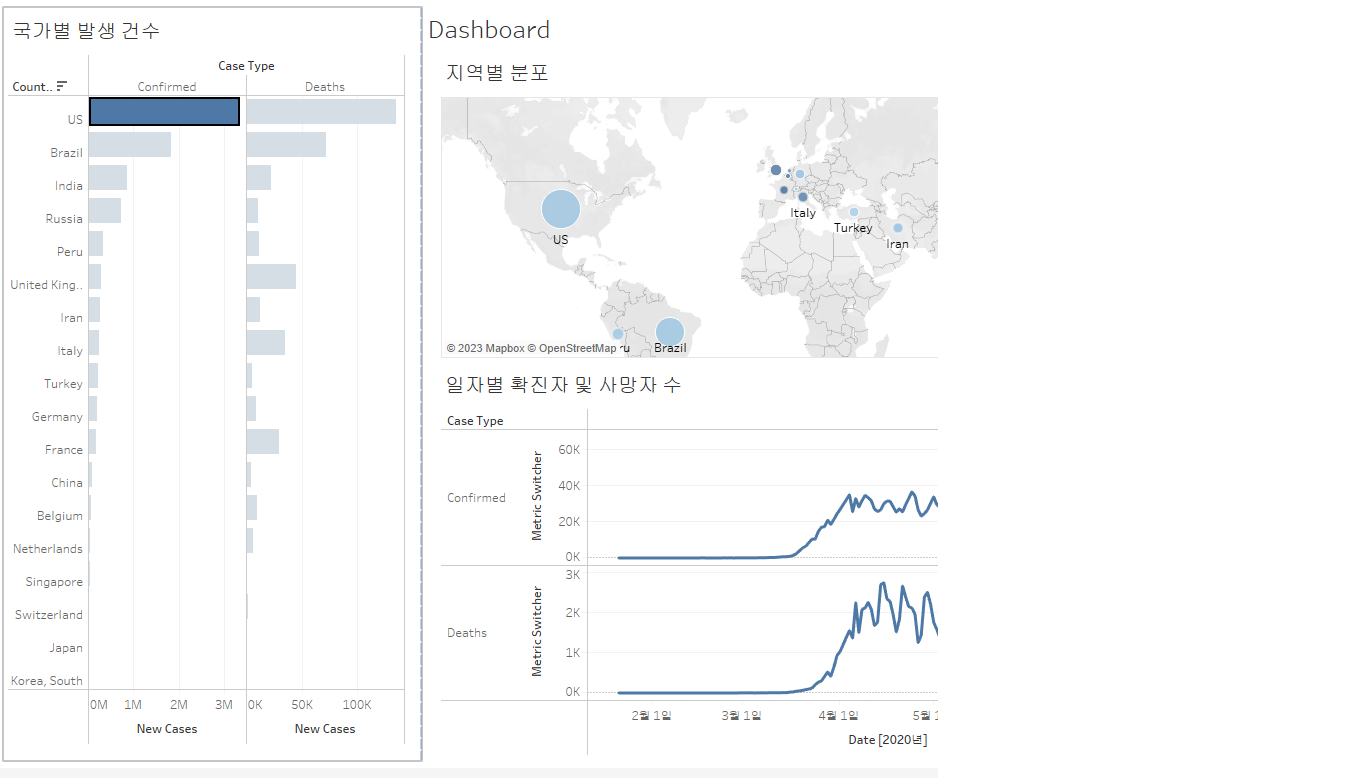 국가별 발생 건수
Case Type
Count..
Confirmed
Deaths
US
Brazil
India
Russia
Peru
United King..
Iran
Italy
Turkey
Germany
France
China
Belgium
Netherlands
Singapore
Switzerland
Japan
Korea, South
0M 1M 2M 3M 0K 50K 100K
New Cases
New Cases
Dashboard
지역별 분포
US
Italy
Turkey
Iran
Brazil
ru
© 2023 Mapbox © OpenStreetMap
일자별 확진자 및 사망자 수
Case Type
Confirmed
Metric Switcher
60K
40K
20K
0K
Deaths
Metric Switcher
3K
2K
1K
0K
2월 1일 3월 1일 4월 1일 5월 1
Date [2020년]